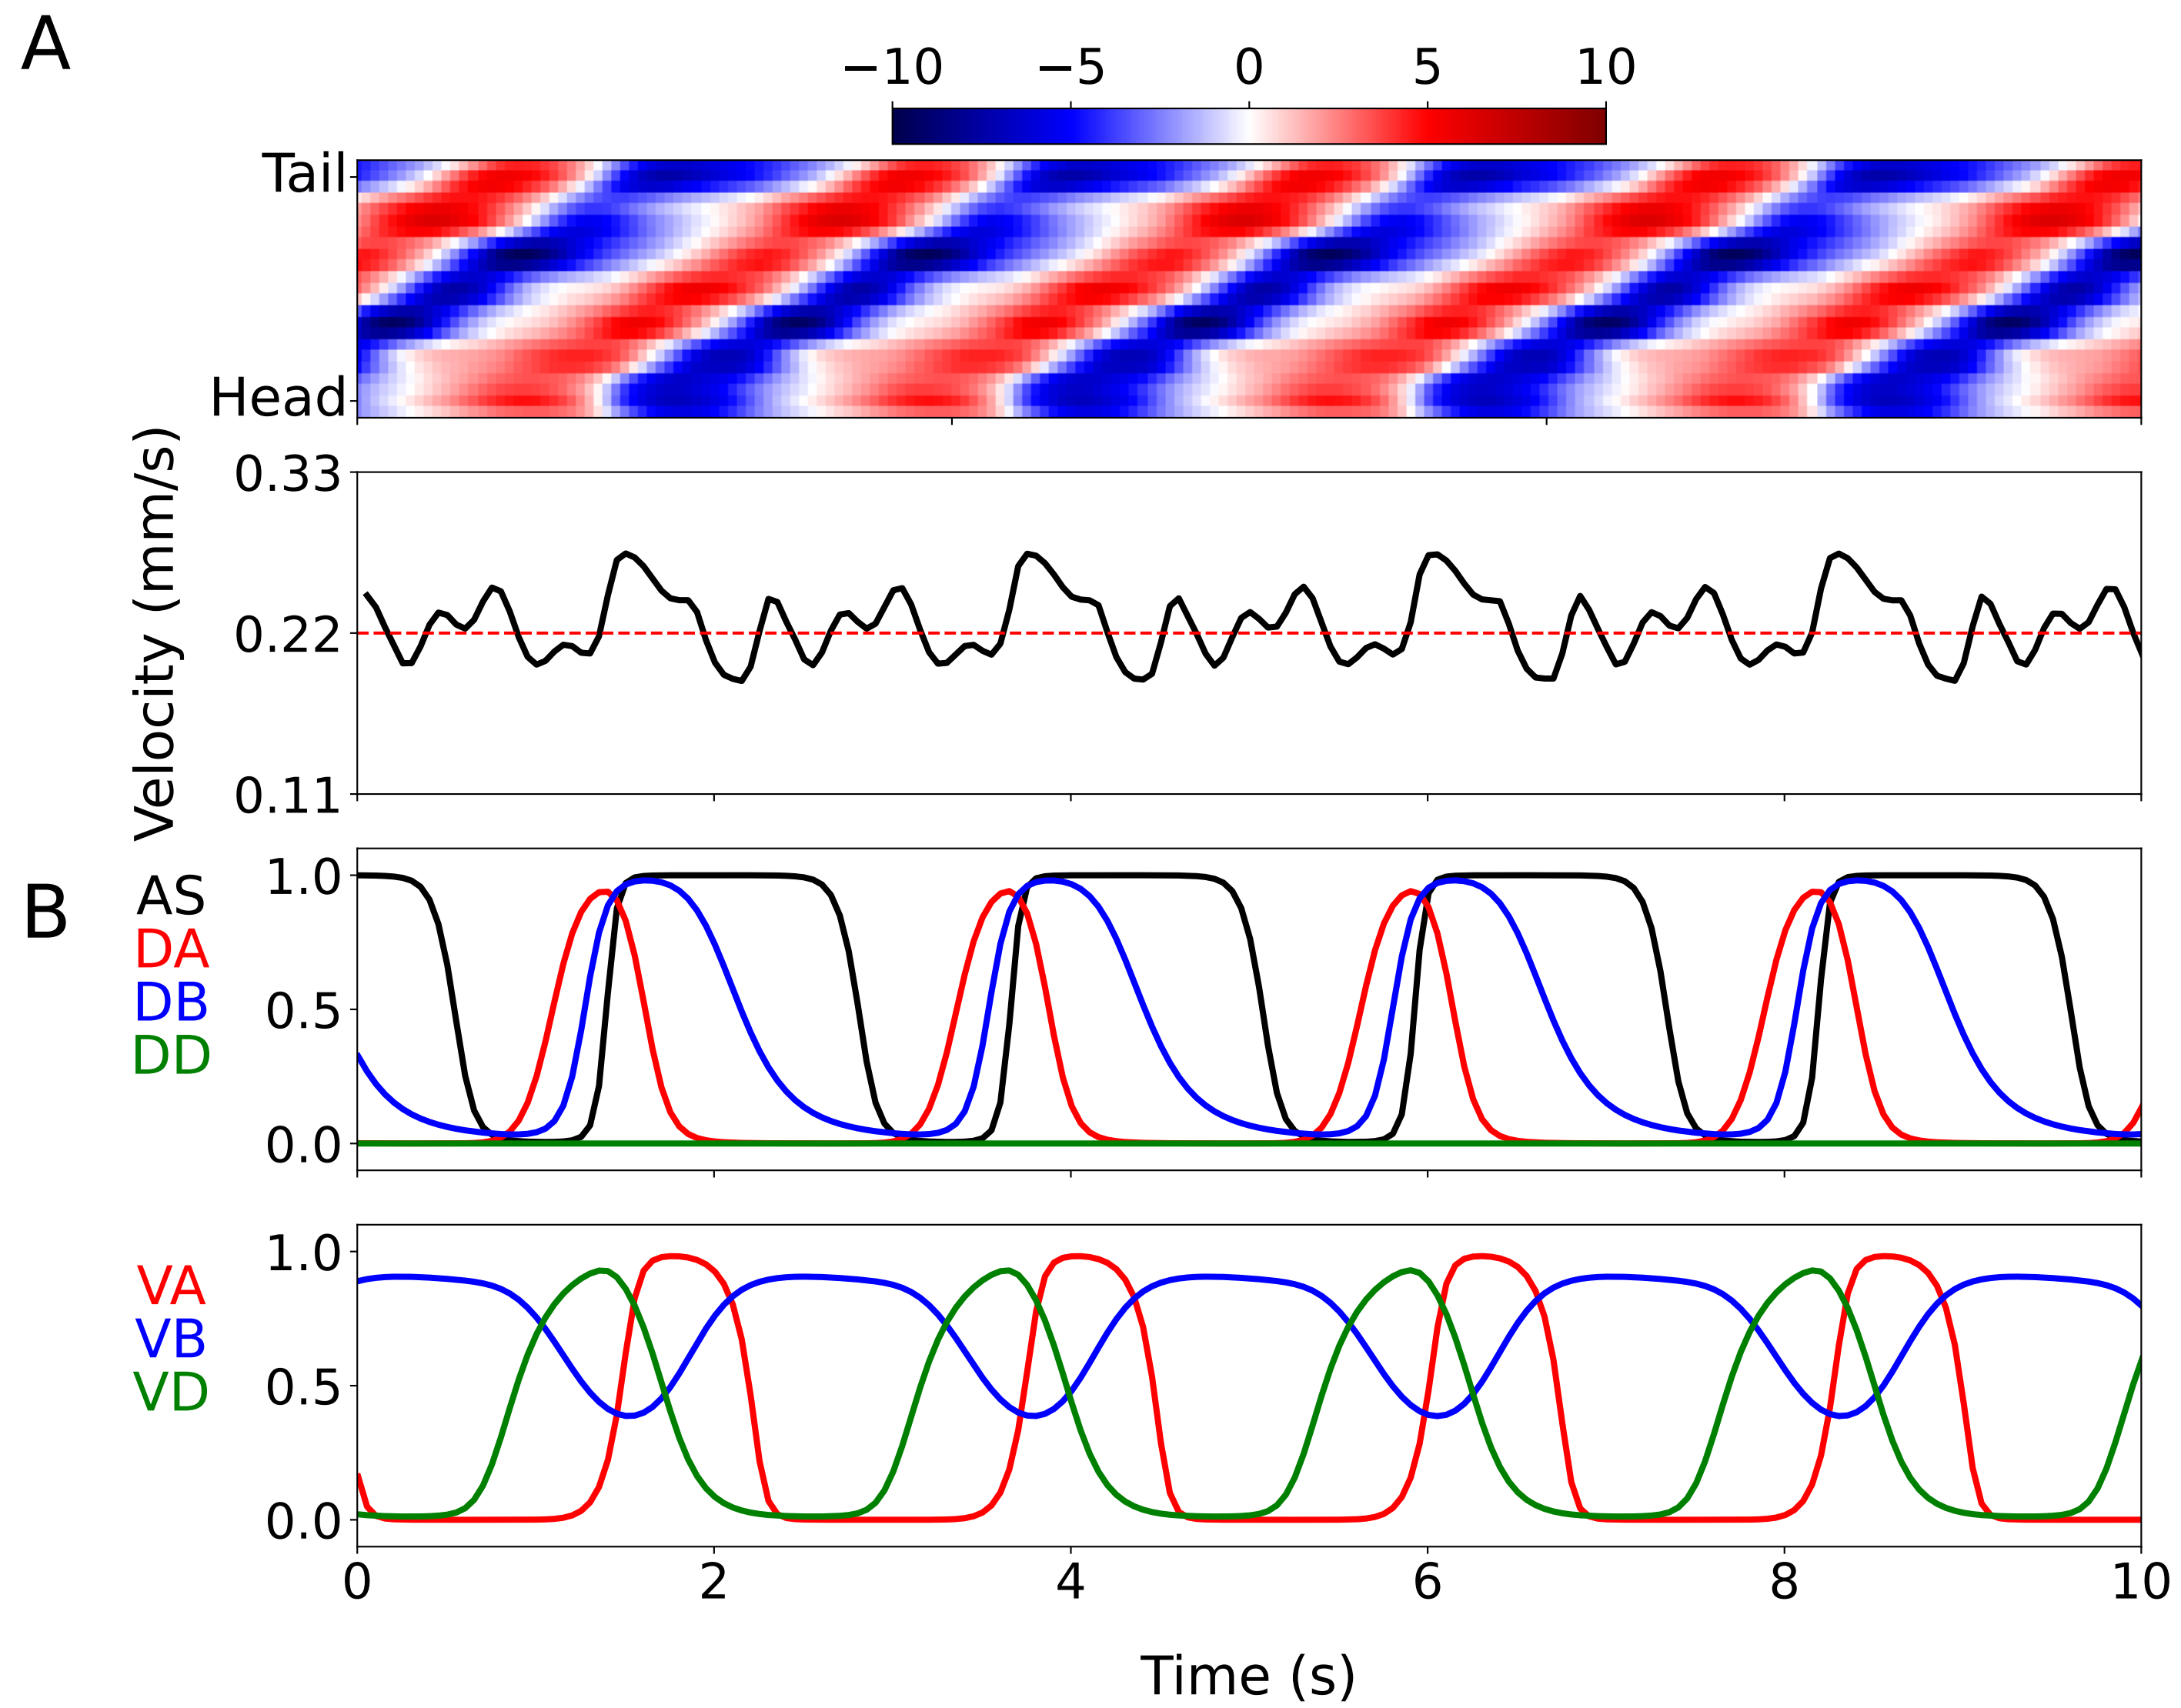 A
−10 −5 0 5 10
Tail
Head
Velocity (mm/s)
0.33
0.22
0.11
B
AS
DA
DB
DD
1.0
0.5
0.0
VA
VB
VD
1.0
0.5
0.0
0 2 4 6 8 10
Time (s)